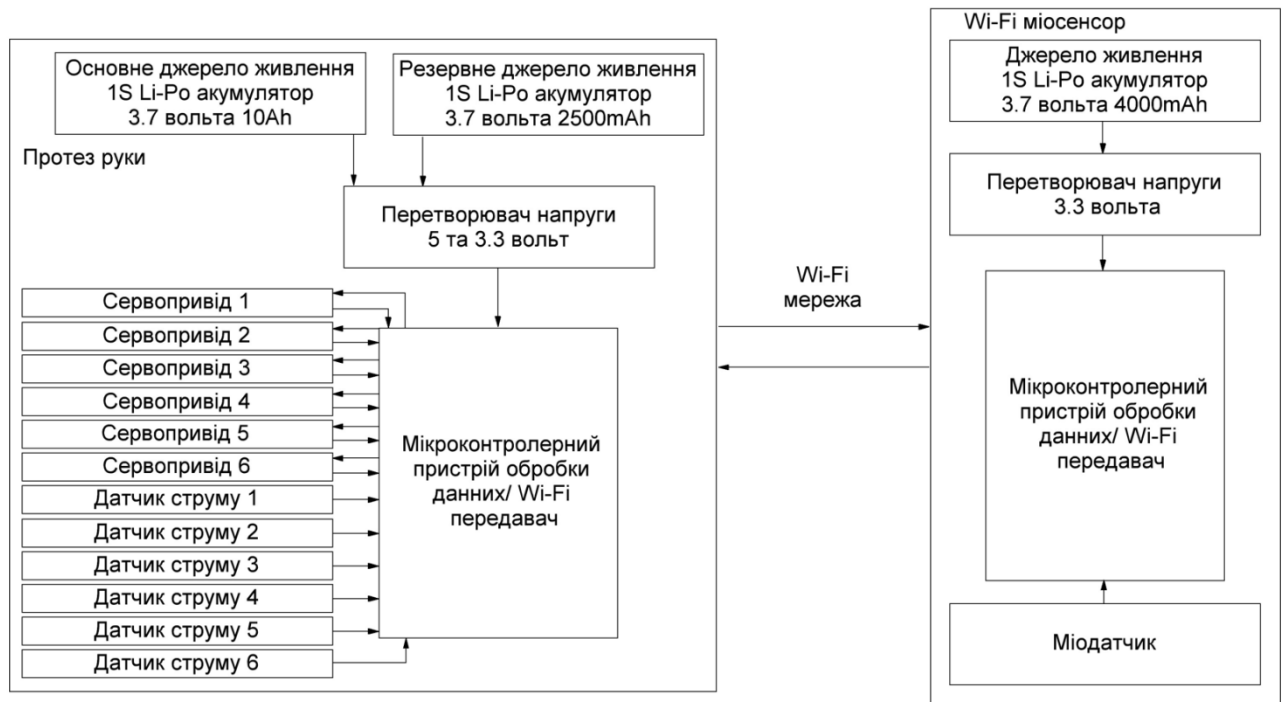 Wi-Fi міосенсор
Основне джерело живлення
1S Li-Po акумулятор
3.7 вольта 10Ah
Резервне джерело живлення
1S Li-Po акумулятор
3.7 вольта 2500mAh
Джерело живлення
1S Li-Po акумулятор
3.7 вольта 4000mAh
Протез руки
Перетворювач напруги
5 та 3.3 вольт
Перетворювач напруги
3.3 вольта
Wi-Fi
мережа
Сервопривід 1
Сервопривід 2
Сервопривід 3
Сервопривід 4
Сервопривід 5
Сервопривід 6
Датчик струму 1
Датчик струму 2
Датчик струму 3
Датчик струму 4
Датчик струму 5
Датчик струму 6
Мікроконтролерний
пристрій обробки
данних/ Wi-Fi
передавач
Мікроконтролерний
пристрій обробки
данних/ Wi-Fi
передавач
Міодатчик